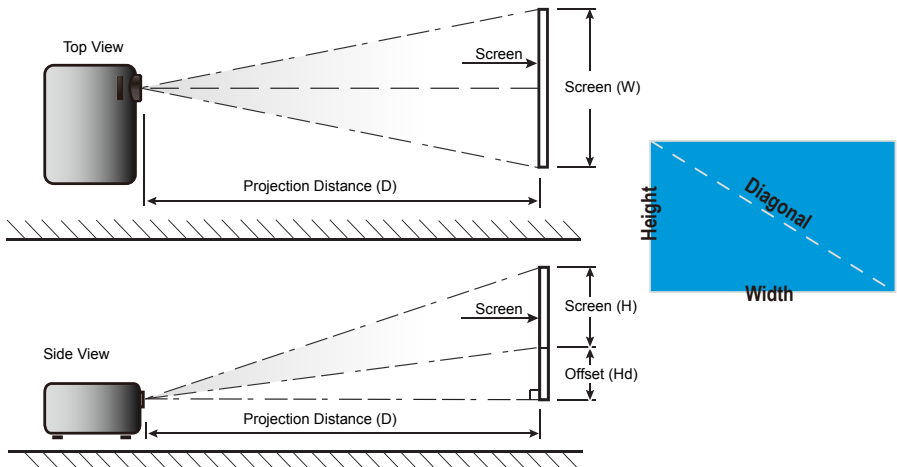 Top View
Screen
Screen (W)
Projection Distance (D)
Height
Diagonal
Width
Screen
Screen (H)
Side View
Offset (Hd)
Projection Distance (D)